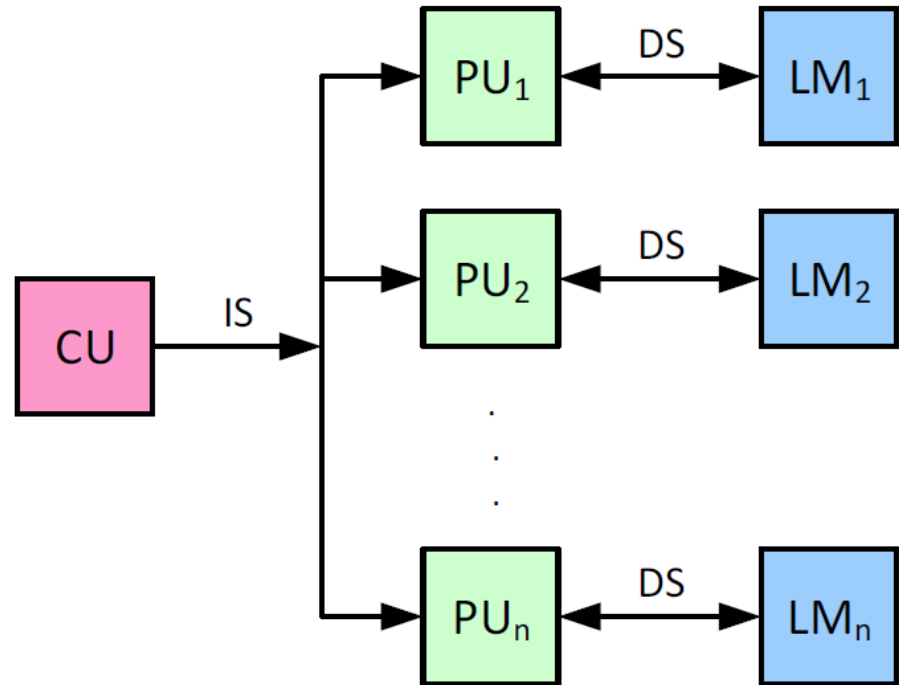 PU₁ DS LM₁
PU₂ DS LM₂
CU IS
.
.
.
PUₙ DS LMₙ